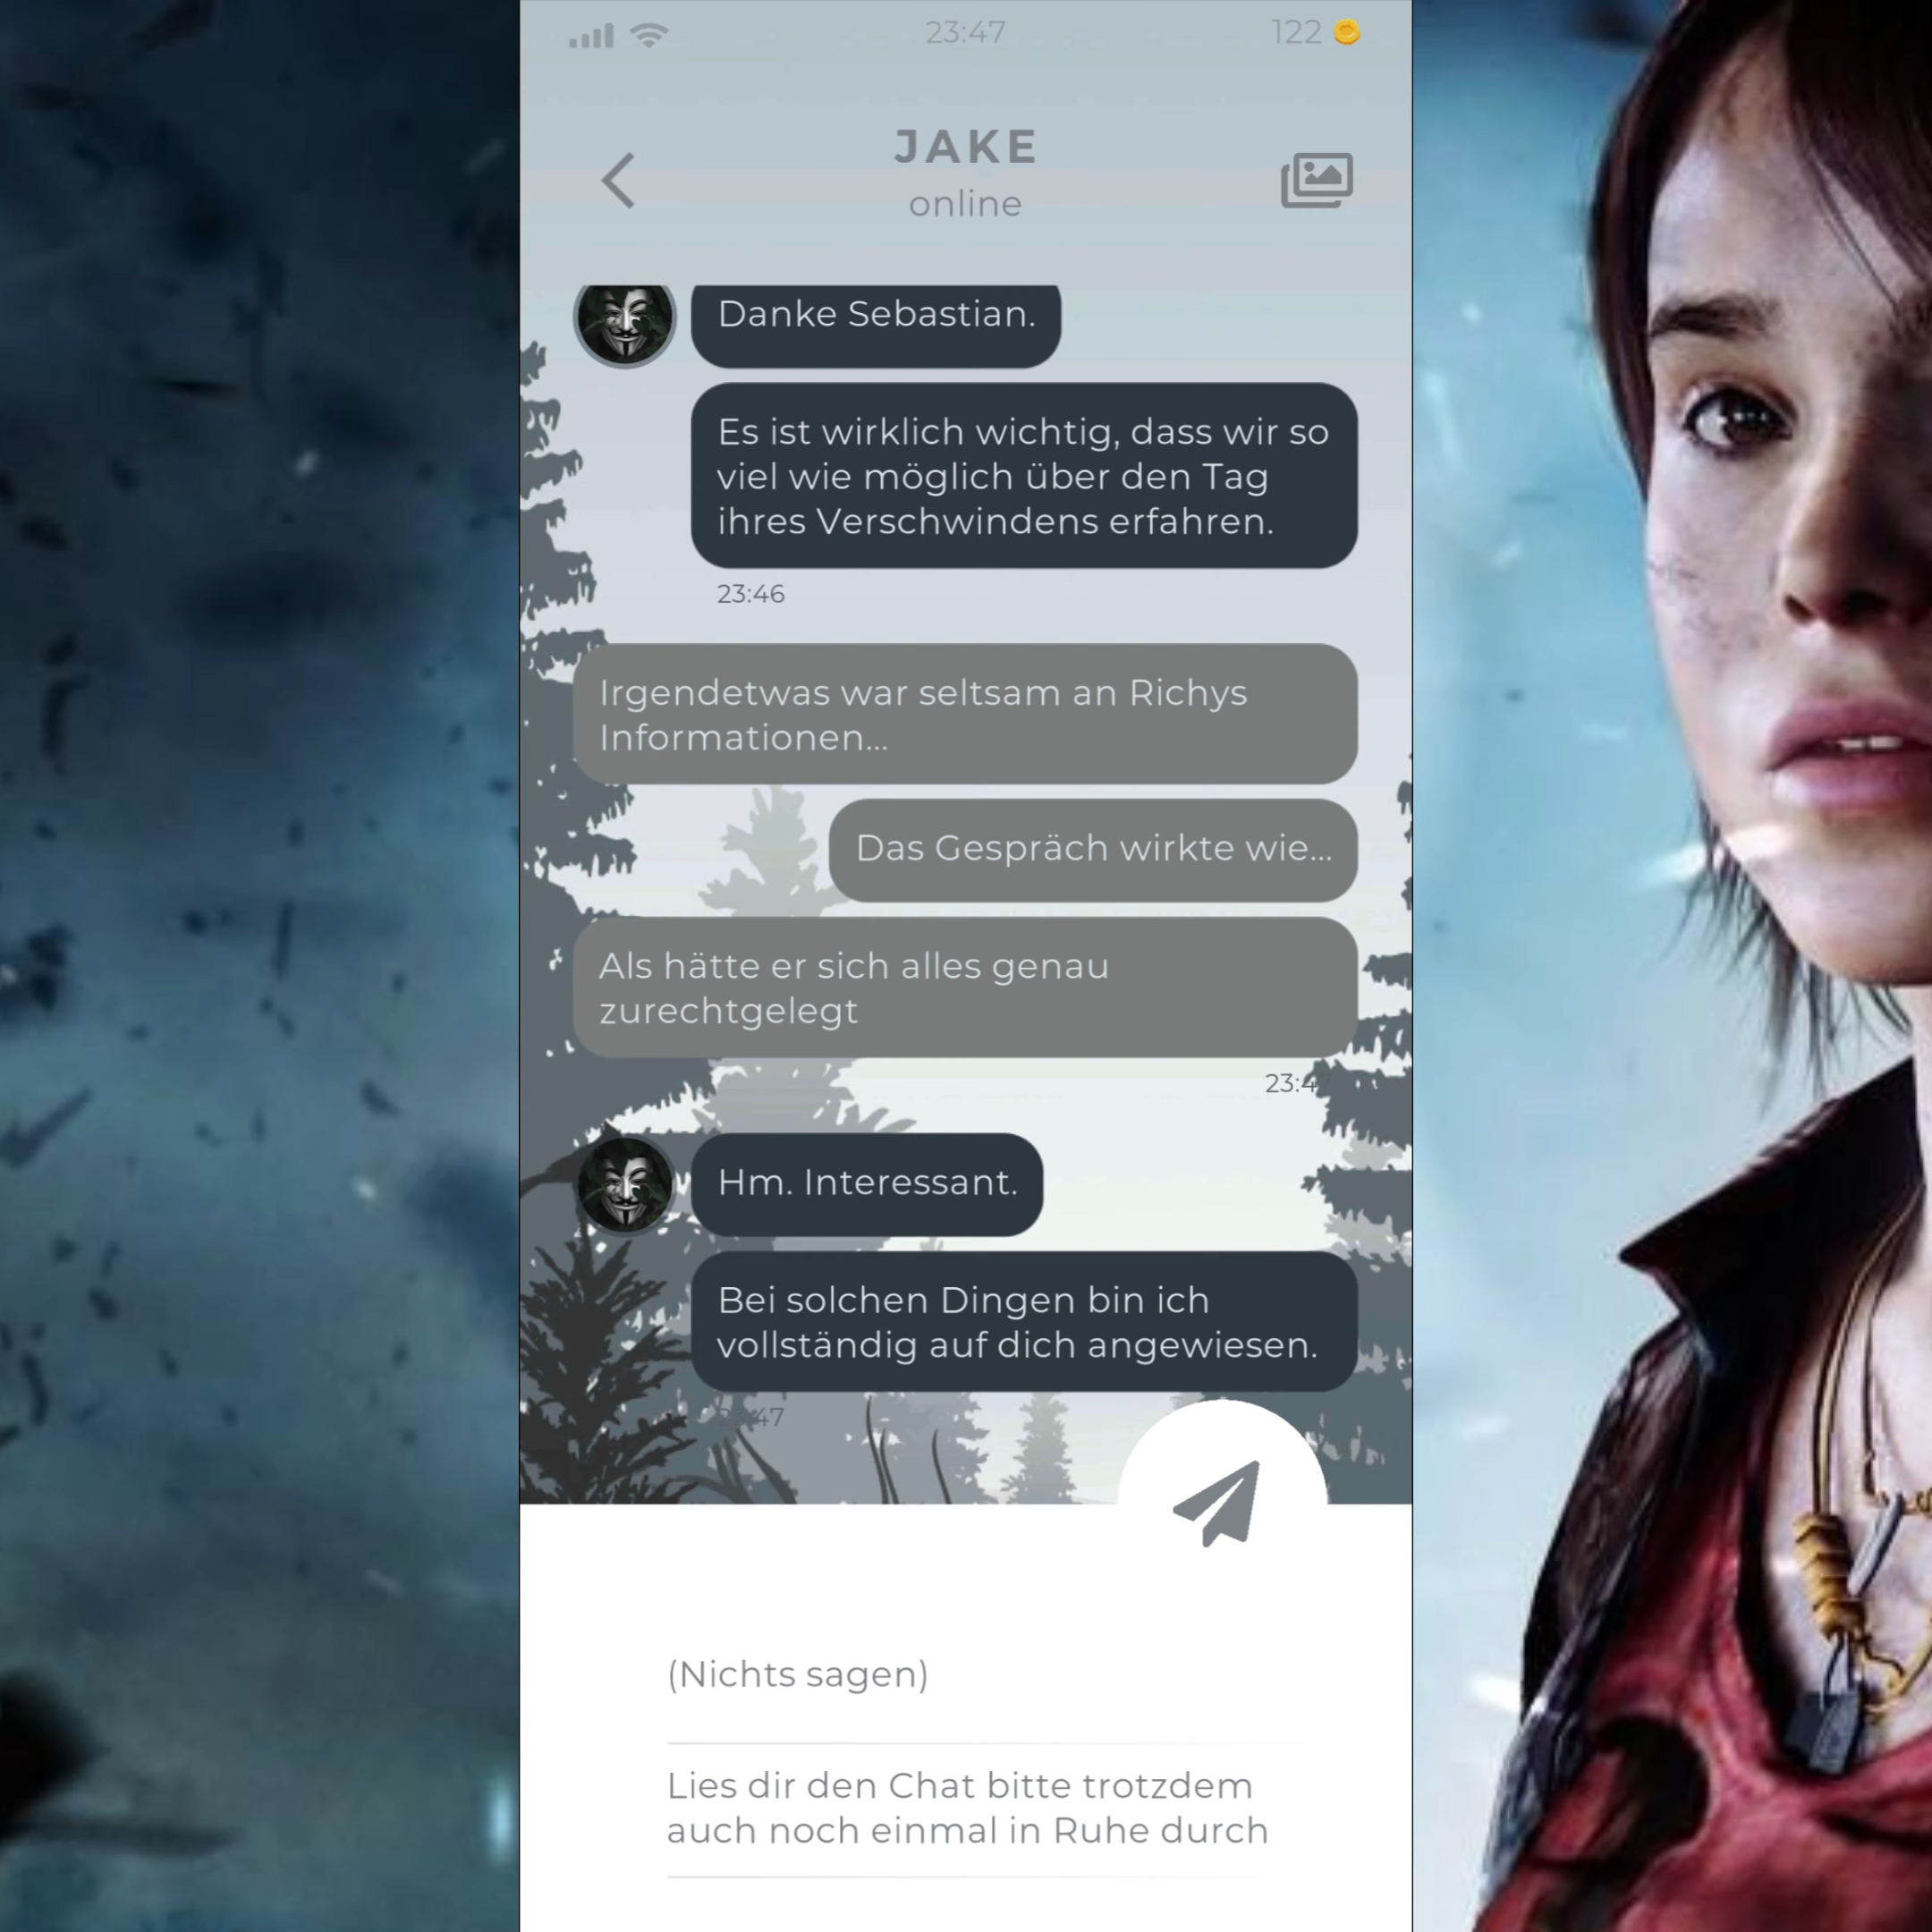 23:47
122
JAKE
online
Danke Sebastian.
Es ist wirklich wichtig, dass wir so
viel wie möglich über den Tag
ihres Verschwindens erfahren.
23:46
Irgendetwas war seltsam an Richys
Informationen...
Das Gespräch wirkte wie...
Als hätte er sich alles genau
zurechtgelegt
Hm. Interessant.
Bei solchen Dingen bin ich
vollständig auf dich angewiesen.
(Nichts sagen)
Lies dir den Chat bitte trotzdem
auch noch einmal in Ruhe durch